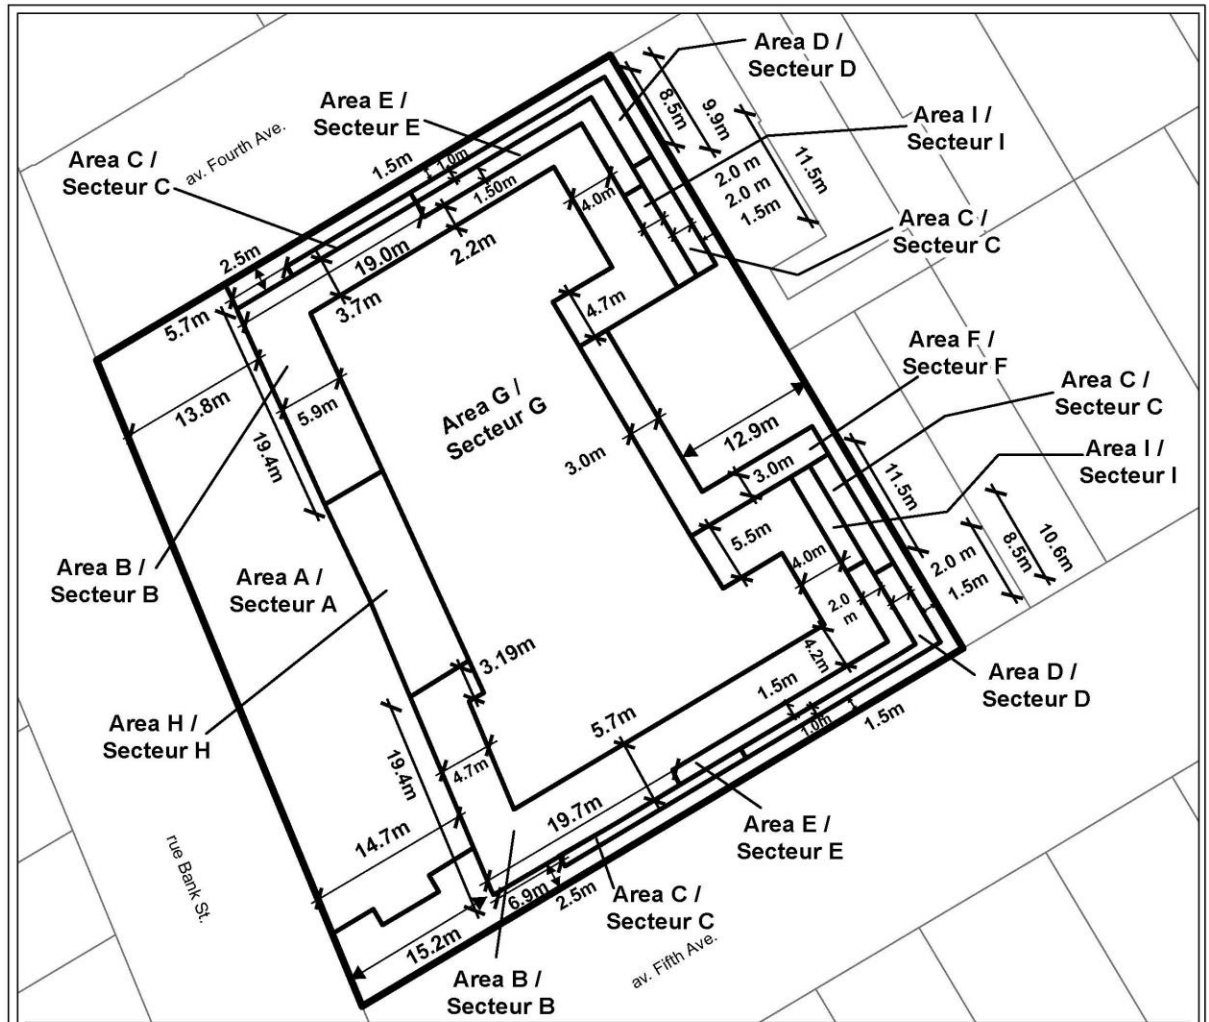 Area D /
Secteur D
Area E /
Secteur E
8.5m
9.9m
Area I /
Secteur I
av. Fourth Ave.
Area C /
Secteur C
1.5m
1.0m
1.50m
4.0m
11.5m
2.0 m
2.0 m
1.5m
Area C /
Secteur C
2.5m
19.0m
2.2m
5.7m
3.7m
4.7m
Area F /
Secteur F
13.8m
5.9m
Area G /
Secteur G
Area C /
Secteur C
12.9m
19.4m
3.0m
3.0m
Area I /
Secteur I
11.5m
5.5m
4.0m
10.6m
8.5m
2.0 m
1.5m
Area B /
Secteur B
Area A /
Secteur A
2.0
m
4.2m
3.19m
Area D /
Secteur D
1.5m
Area H /
Secteur H
5.7m
1.0m
1.5m
19.4m
4.7m
19.7m
14.7m
Area E /
Secteur E
rue Bank St.
6.9m
2.5m
Area C /
Secteur C
15.2m
av. Fifth Ave.
Area B /
Secteur B